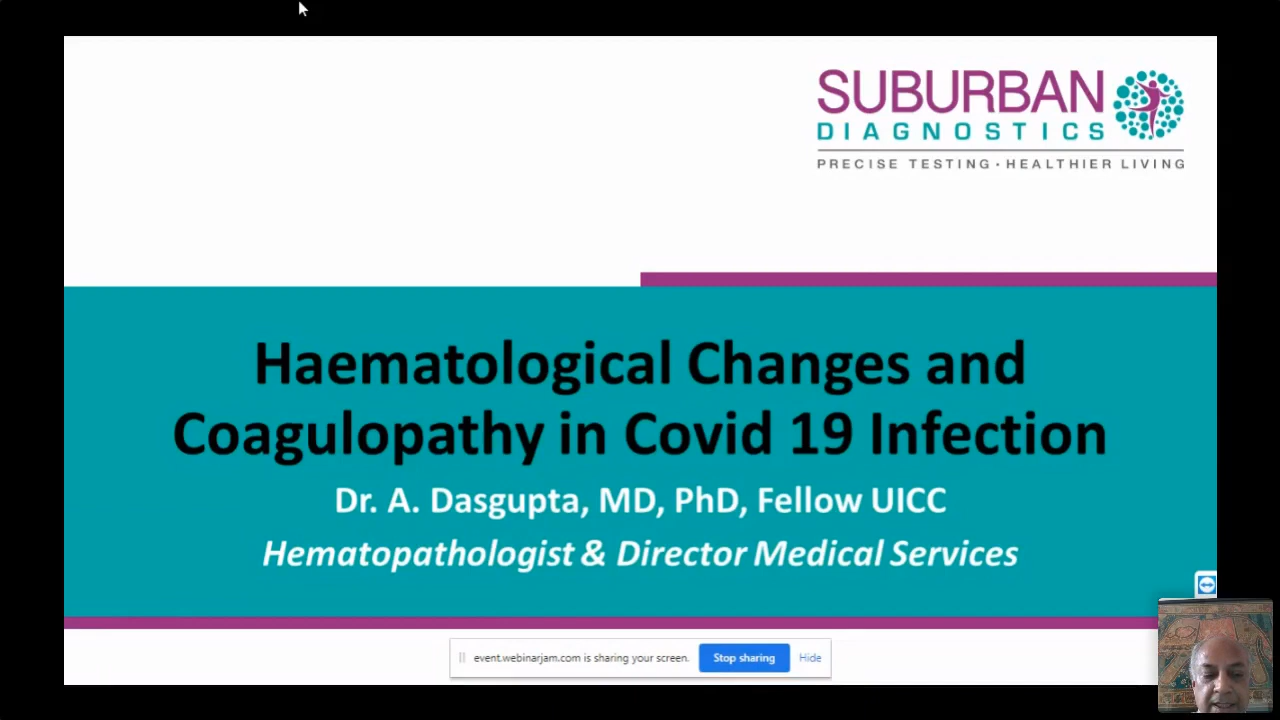 SUBURBAN
DIAGNOSTICS
PRECISE TESTING · HEALTHIER LIVING
Haematological Changes and
Coagulopathy in Covid 19 Infection
Dr. A. Dasgupta, MD, PhD, Fellow UICC
Hematopathologist & Director Medical Services
event.webinarjam.com is sharing your screen. Stop sharing Hide